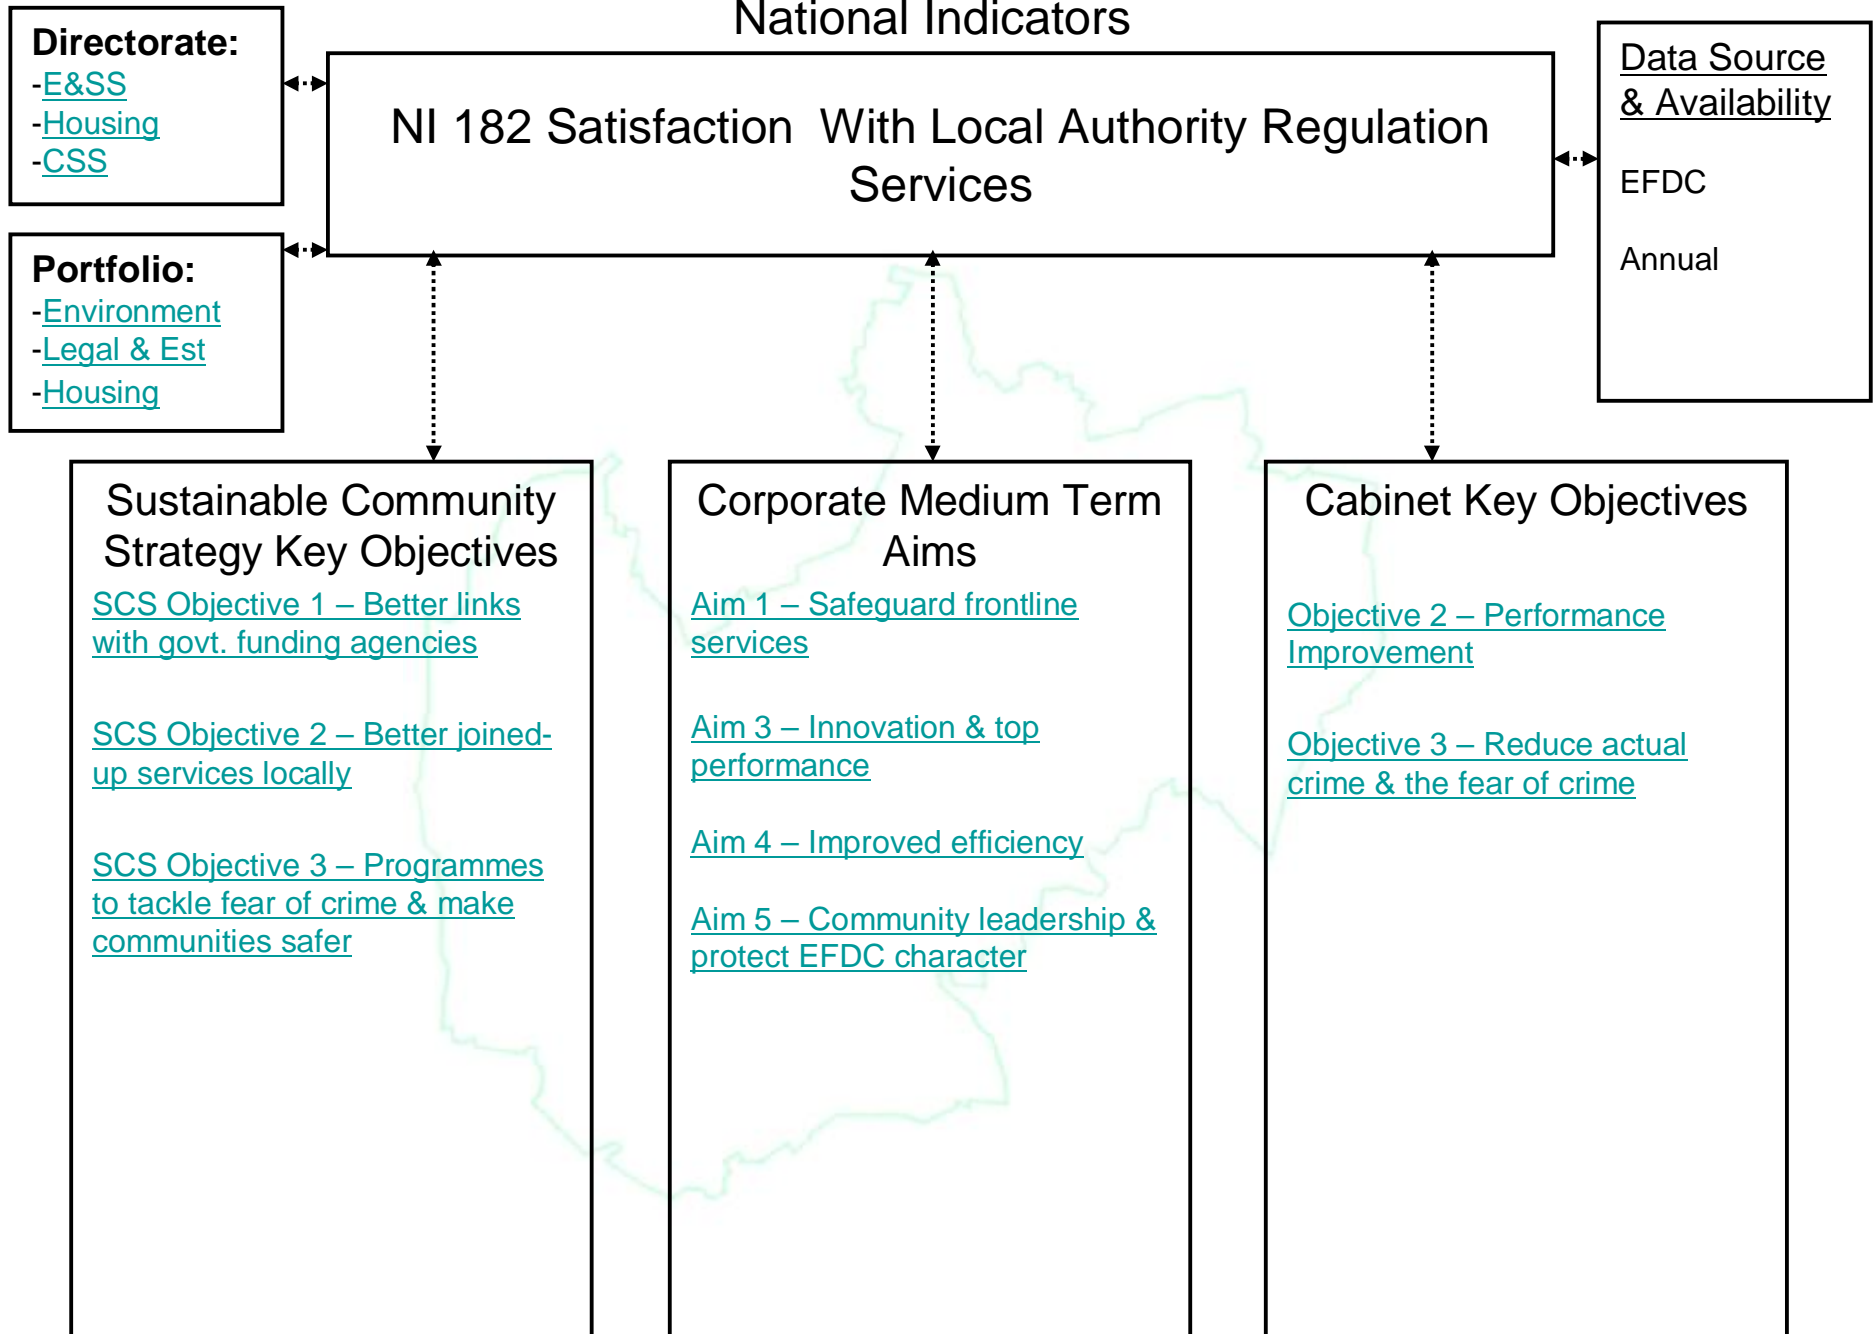 National Indicators
Directorate:
-E&SS
-Housing
-CSS
NI 182 Satisfaction  With Local Authority Regulation
Services
Data Source
& Availability
EFDC
Annual
Portfolio:
-Environment
-Legal & Est
-Housing
Sustainable Community
Strategy Key Objectives
SCS Objective 1 – Better links
with govt. funding agencies
SCS Objective 2 – Better joined-
up services locally
SCS Objective 3 – Programmes
to tackle fear of crime & make
communities safer
Corporate Medium Term
Aims
Aim 1 – Safeguard frontline
services
Aim 3 – Innovation & top
performance
Aim 4 – Improved efficiency
Aim 5 – Community leadership &
protect EFDC character
Cabinet Key Objectives
Objective 2 – Performance
Improvement
Objective 3 – Reduce actual
crime & the fear of crime